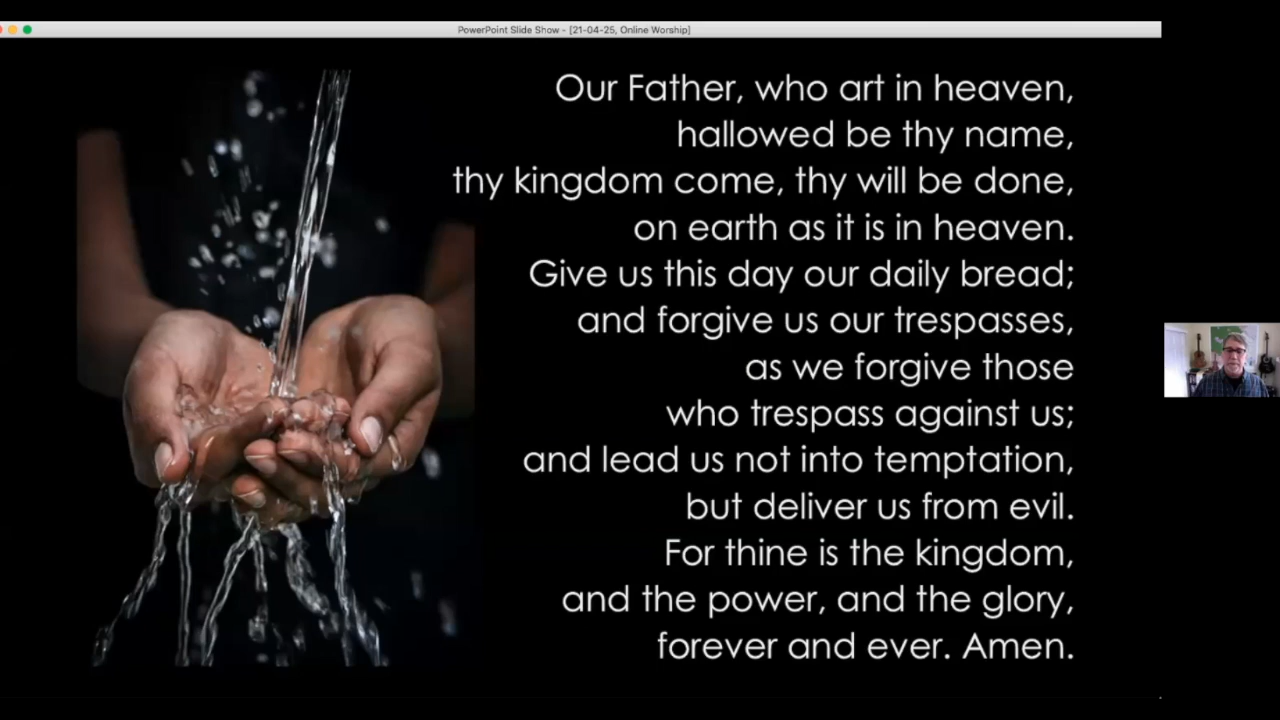 PowerPoint Slide Show - [21-04-25, Online Worship]
Our Father, who art in heaven,
hallowed be thy name,
thy kingdom come, thy will be done,
on earth as it is in heaven.
Give us this day our daily bread;
and forgive us our trespasses,
as we forgive those
who trespass against us;
and lead us not into temptation,
but deliver us from evil.
For thine is the kingdom,
and the power, and the glory,
forever and ever. Amen.